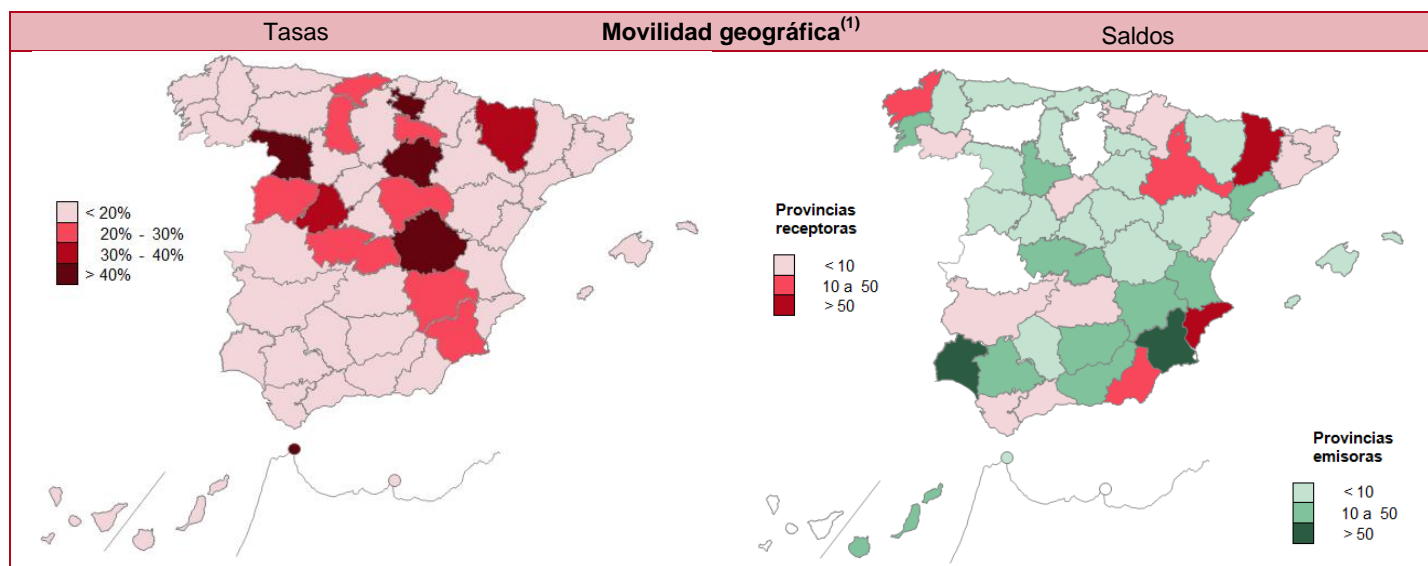 Tasas
Movilidad geográfica(1)
Saldos
< 20%
20% - 30%
30% - 40%
> 40%
Provincias
receptoras
< 10
10 a 50
> 50
Provincias
emisoras
< 10
10 a 50
> 50